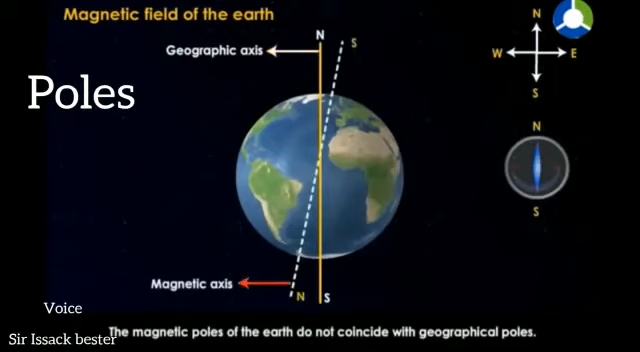 Magnetic field of the earth
N
S
Geographic axis
N
W E
S
Poles
N
S
Magnetic axis
N S
Voice
Sir Issack bester
The magnetic poles of the earth do not coincide with geographical poles.